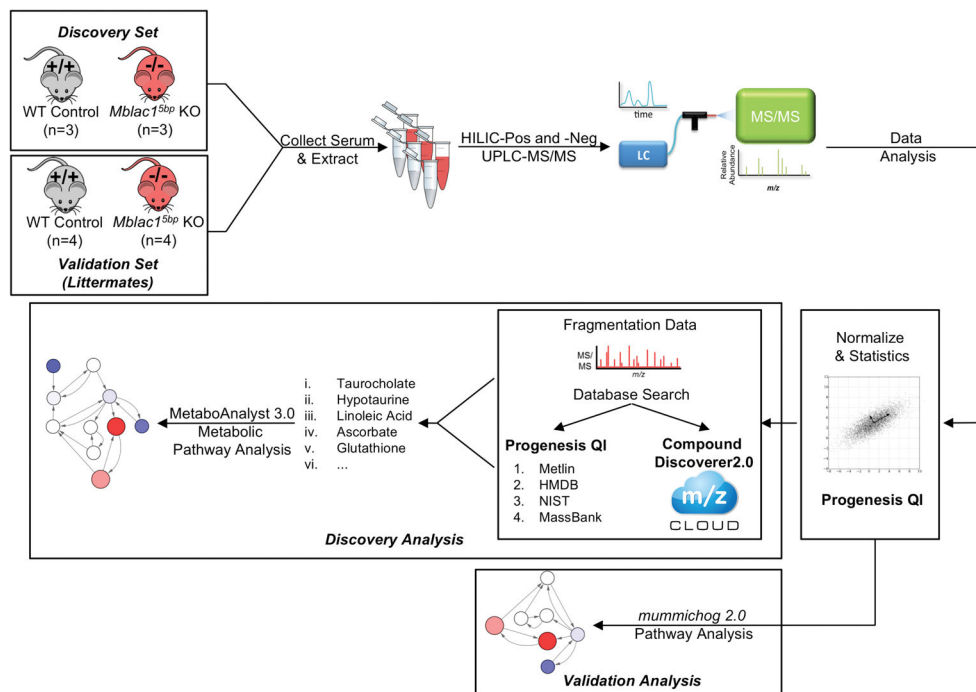 Discovery Set
+/+
-/-
WT Control
(n=3)
Mblac1^5bp KO
(n=3)
+/+
-/-
WT Control
(n=4)
Mblac1^5bp KO
(n=4)
Validation Set
(Littermates)
Collect Serum
& Extract
HILIC-Pos and -Neg
UPLC-MS/MS
time
LC
MS/MS
Relative
Abundance
m/z
Data
Analysis
Normalize
& Statistics
Progenesis QI
Fragmentation Data
MS/
MS
m/z
Database Search
Progenesis QI
1. Metlin
2. HMDB
3. NIST
4. MassBank
Compound
Discoverer2.0
m/z
CLOUD
i. Taurocholate
ii. Hypotaurine
iii. Linoleic Acid
iv. Ascorbate
v. Glutathione
vi. ...
MetaboAnalyst 3.0
Metabolic
Pathway Analysis
Discovery Analysis
mummichog 2.0
Pathway Analysis
Validation Analysis